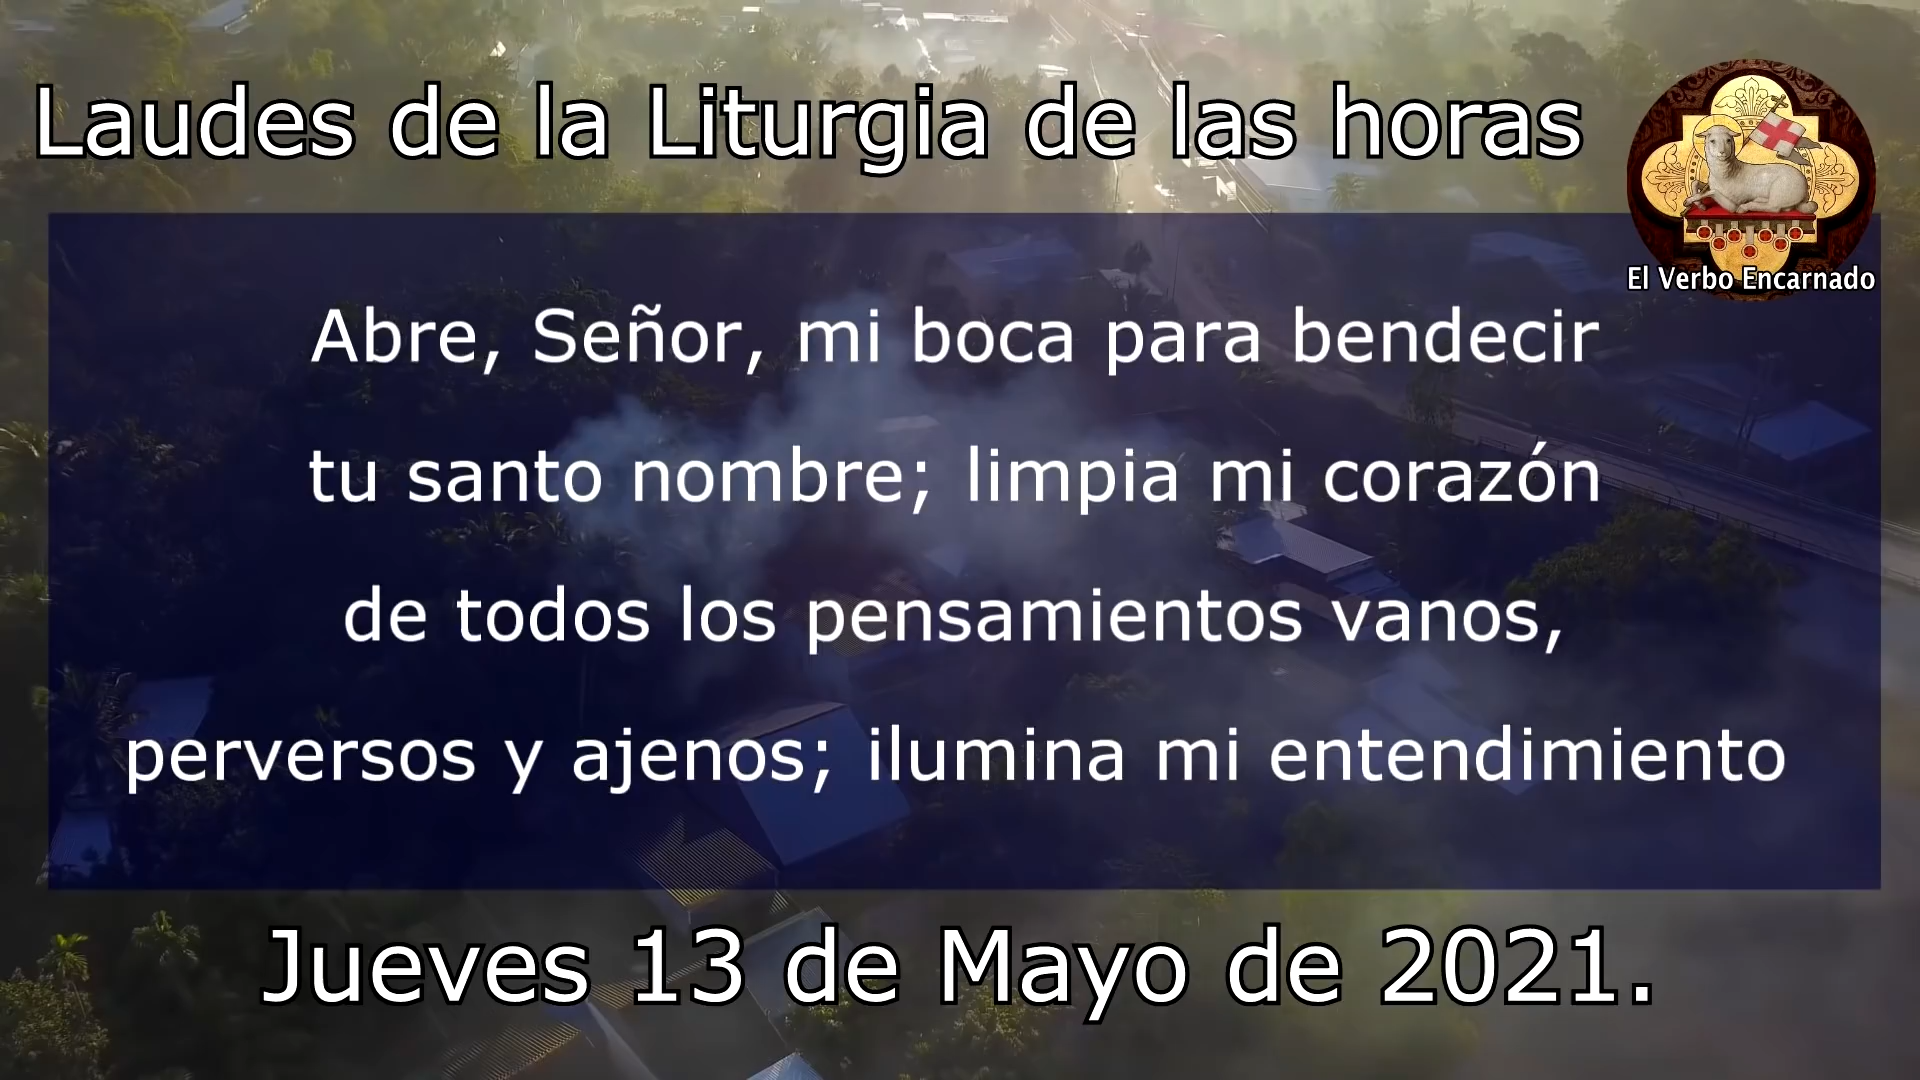 Laudes de la Liturgia de las horas
El Verbo Encarnado
Abre, Señor, mi boca para bendecir
tu santo nombre; limpia mi corazón
de todos los pensamientos vanos,
perversos y ajenos; ilumina mi entendimiento
Jueves 13 de Mayo de 2021.